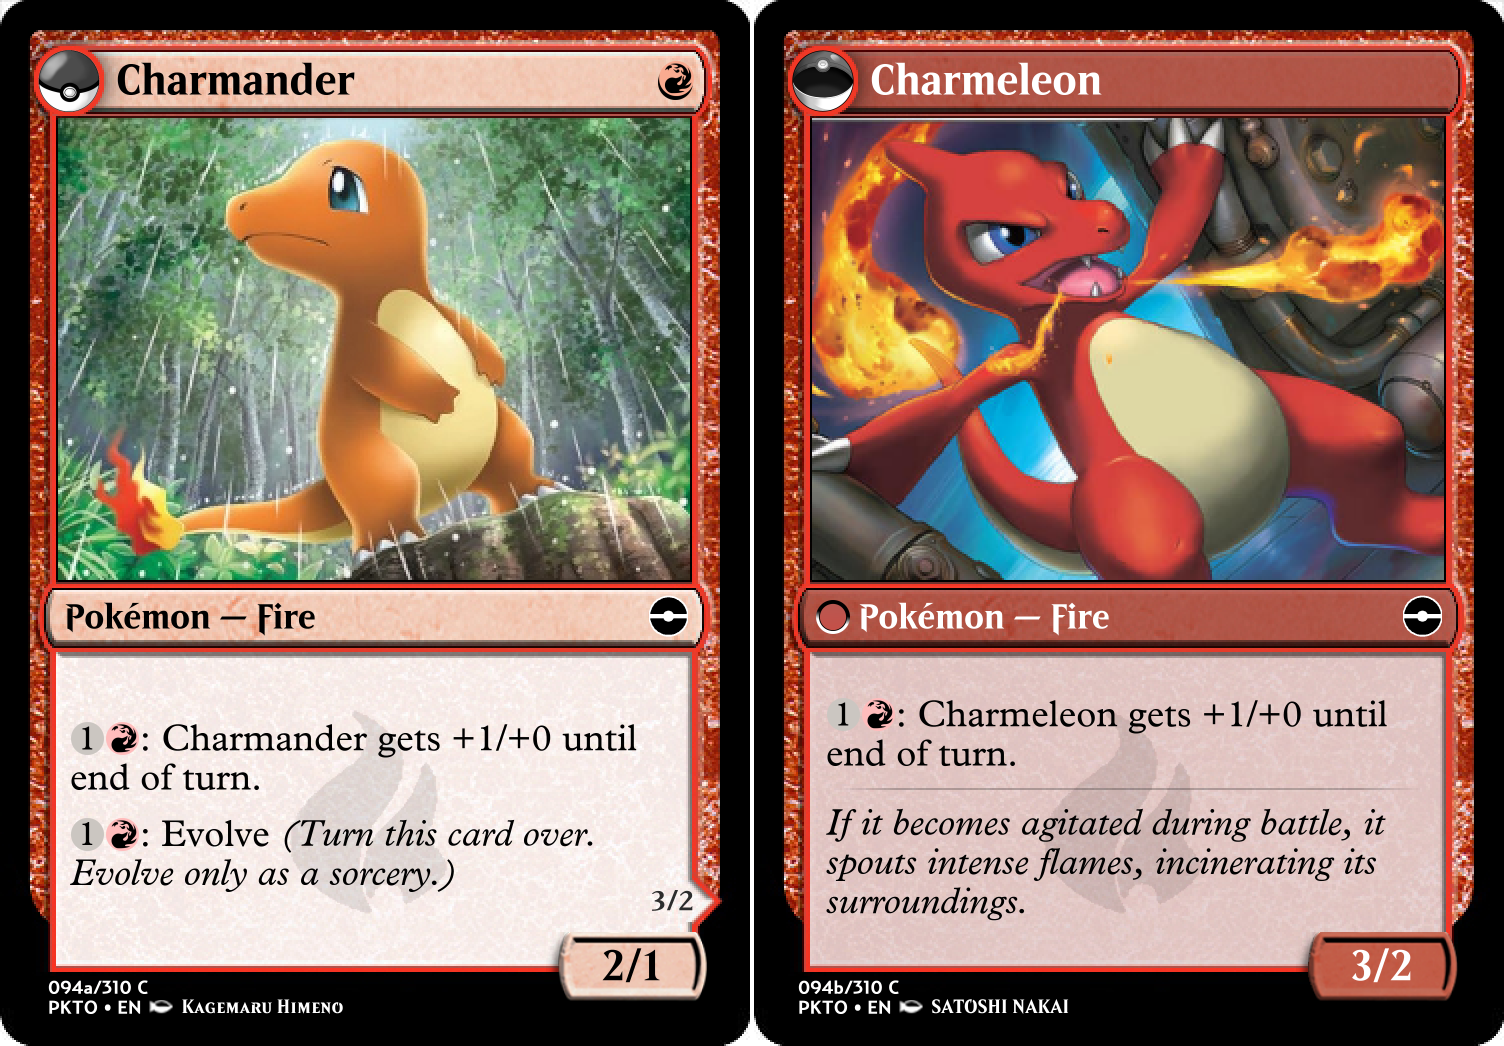 Charmander
Pokémon — Fire
1 : Charmander gets +1/+0 until
end of turn.
1 : Evolve (Turn this card over.
Evolve only as a sorcery.)
3/2
2/1
094a/310 C
PKTO • EN KAGEMARU HIMENO
Charmeleon
Pokémon — Fire
1 : Charmeleon gets +1/+0 until
end of turn.
If it becomes agitated during battle, it
spouts intense flames, incinerating its
surroundings.
3/2
094b/310 C
PKTO • EN SATOSHI NAKAI